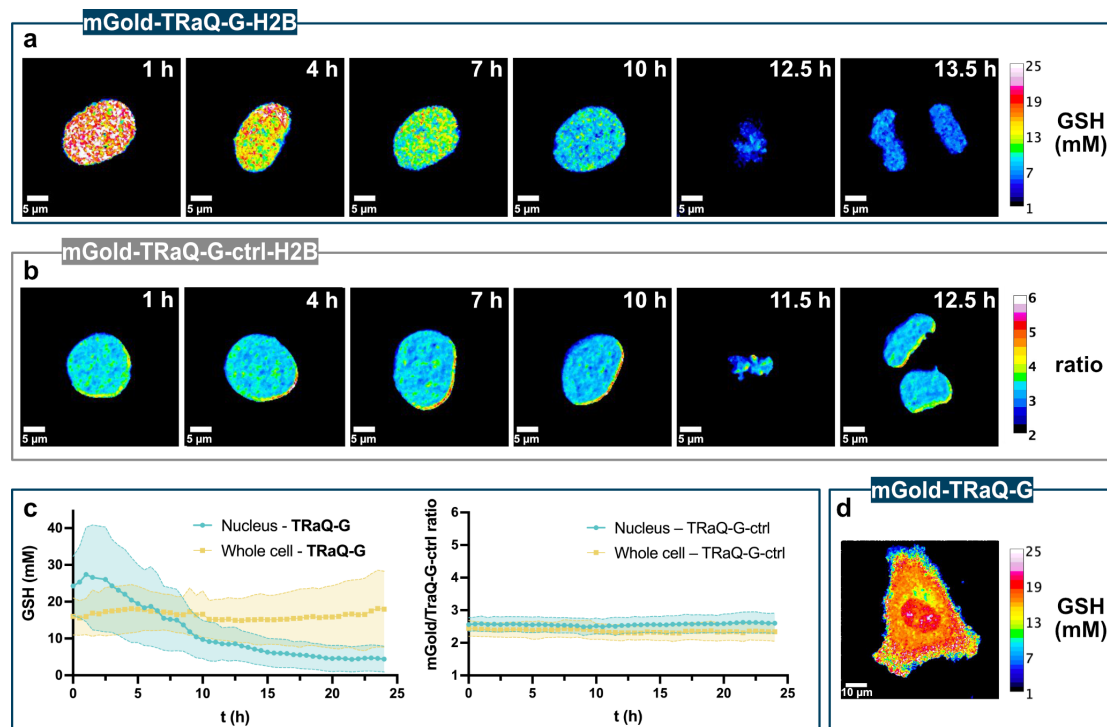 mGold-TRaQ-G-H2B
a
1 h
4 h
7 h
10 h
12.5 h
13.5 h
5 µm
5 µm
5 µm
5 µm
5 µm
5 µm
25
19
13
7
1
GSH
(mM)
mGold-TRaQ-G-ctrl-H2B
b
1 h
4 h
7 h
10 h
11.5 h
12.5 h
5 µm
5 µm
5 µm
5 µm
5 µm
5 µm
6
5
4
3
2
ratio
c
Nucleus - TRaQ-G
Whole cell - TRaQ-G
GSH (mM)
40
30
20
10
0
0 5 10 15 20 25
t (h)
Nucleus – TRaQ-G-ctrl
Whole cell – TRaQ-G-ctrl
mGold/TRaQ-G-ctrl ratio
6
5
4
3
2
1
0 5 10 15 20 25
t (h)
mGold-TRaQ-G
d
10 µm
25
19
13
7
1
GSH
(mM)